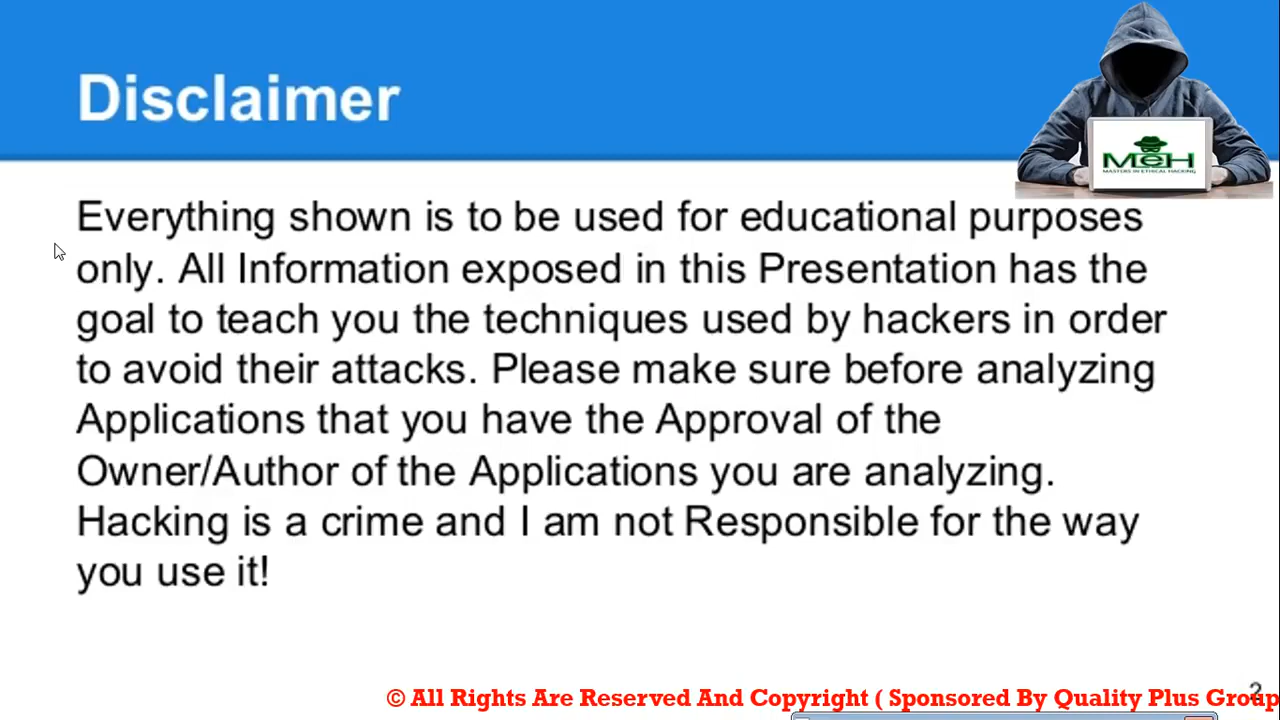 Disclaimer
MeH
MASTERS IN ETHICAL HACKING
Everything shown is to be used for educational purposes
only. All Information exposed in this Presentation has the
goal to teach you the techniques used by hackers in order
to avoid their attacks. Please make sure before analyzing
Applications that you have the Approval of the
Owner/Author of the Applications you are analyzing.
Hacking is a crime and I am not Responsible for the way
you use it!
© All Rights Are Reserved And Copyright ( Sponsored By Quality Plus Group